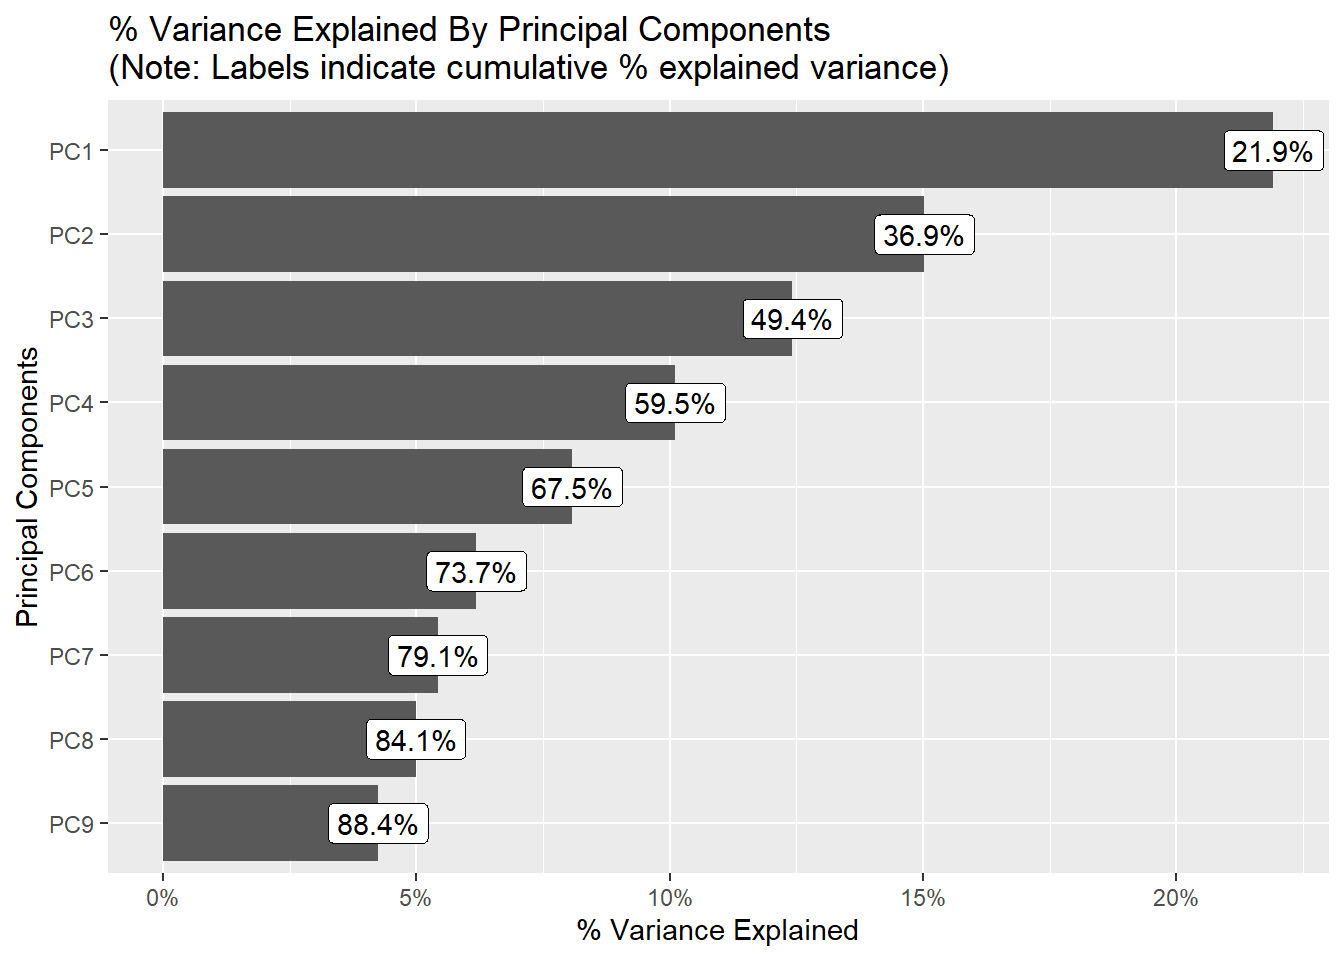 % Variance Explained By Principal Components
(Note: Labels indicate cumulative % explained variance)
Principal Components
PC1 21.9%
PC2 36.9%
PC3 49.4%
PC4 59.5%
PC5 67.5%
PC6 73.7%
PC7 79.1%
PC8 84.1%
PC9 88.4%
0% 5% 10% 15% 20%
% Variance Explained